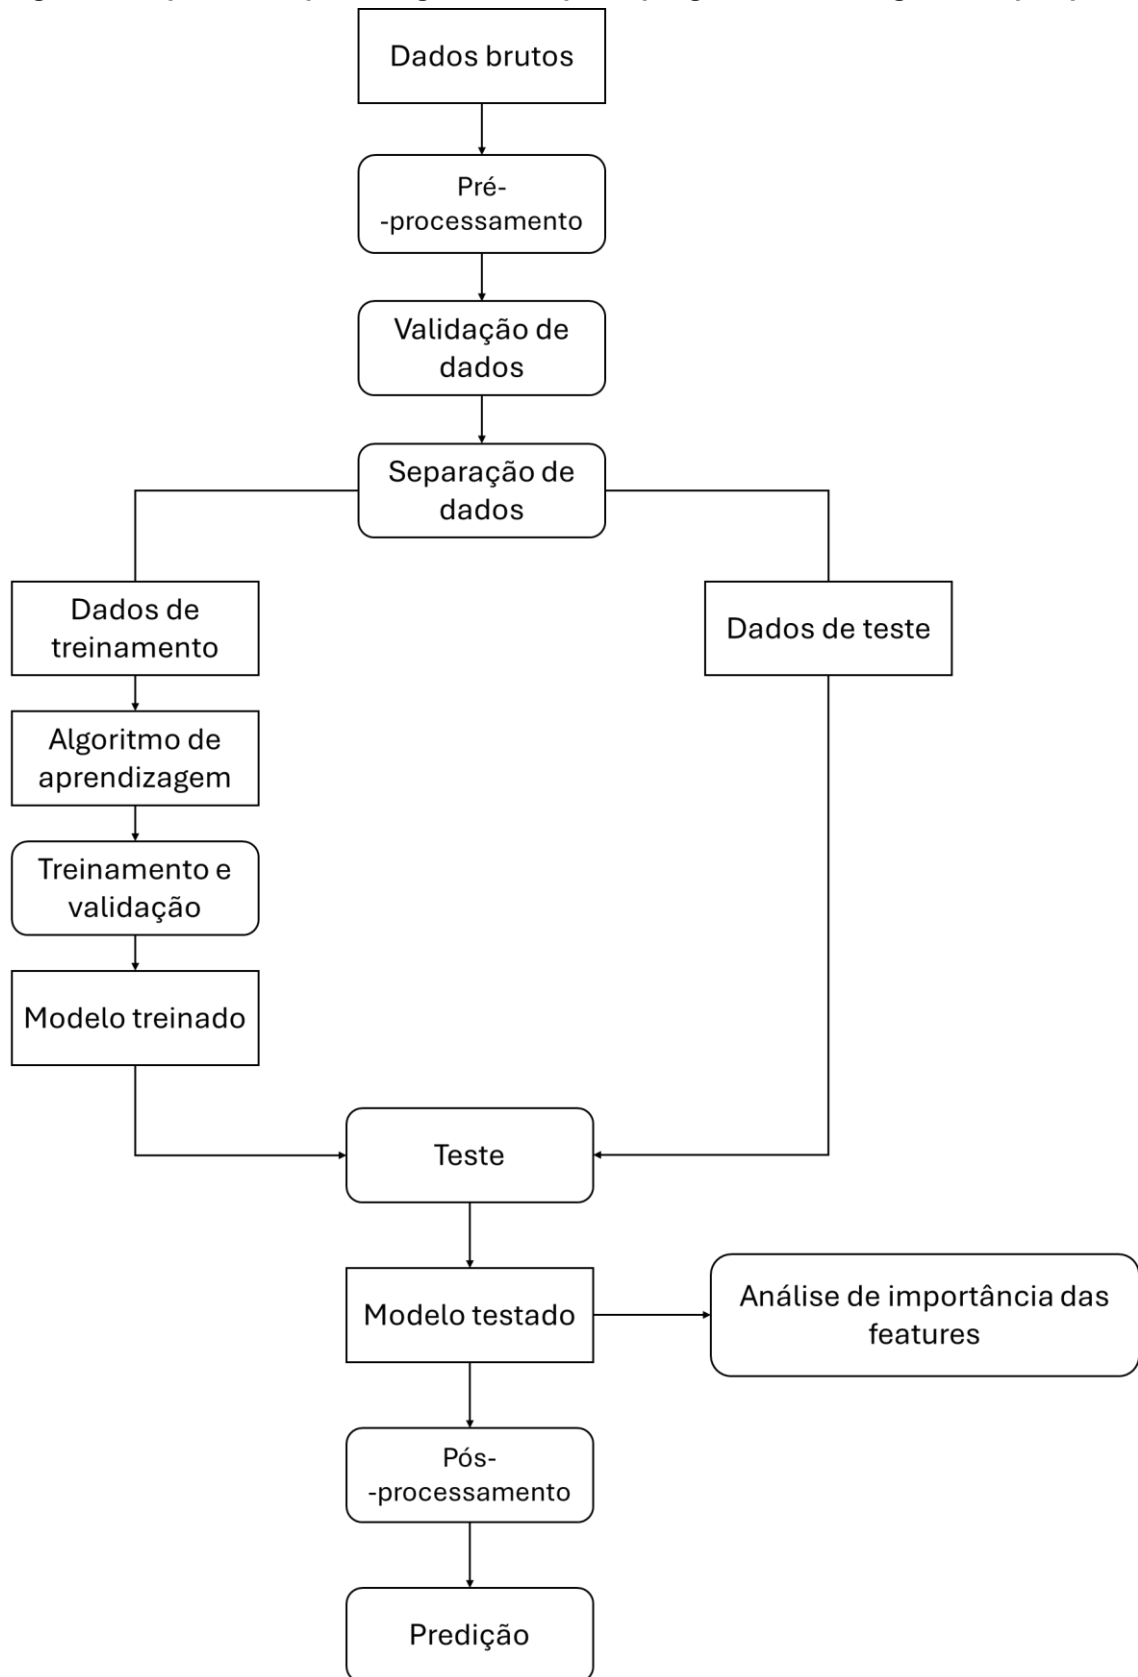 Dados brutos
Pré-
-processamento
Validação de
dados
Separação de
dados
Dados de
treinamento
Dados de teste
Algoritmo de
aprendizagem
Treinamento e
validação
Modelo treinado
Teste
Modelo testado
Análise de importância das
features
Pós-
-processamento
Predição